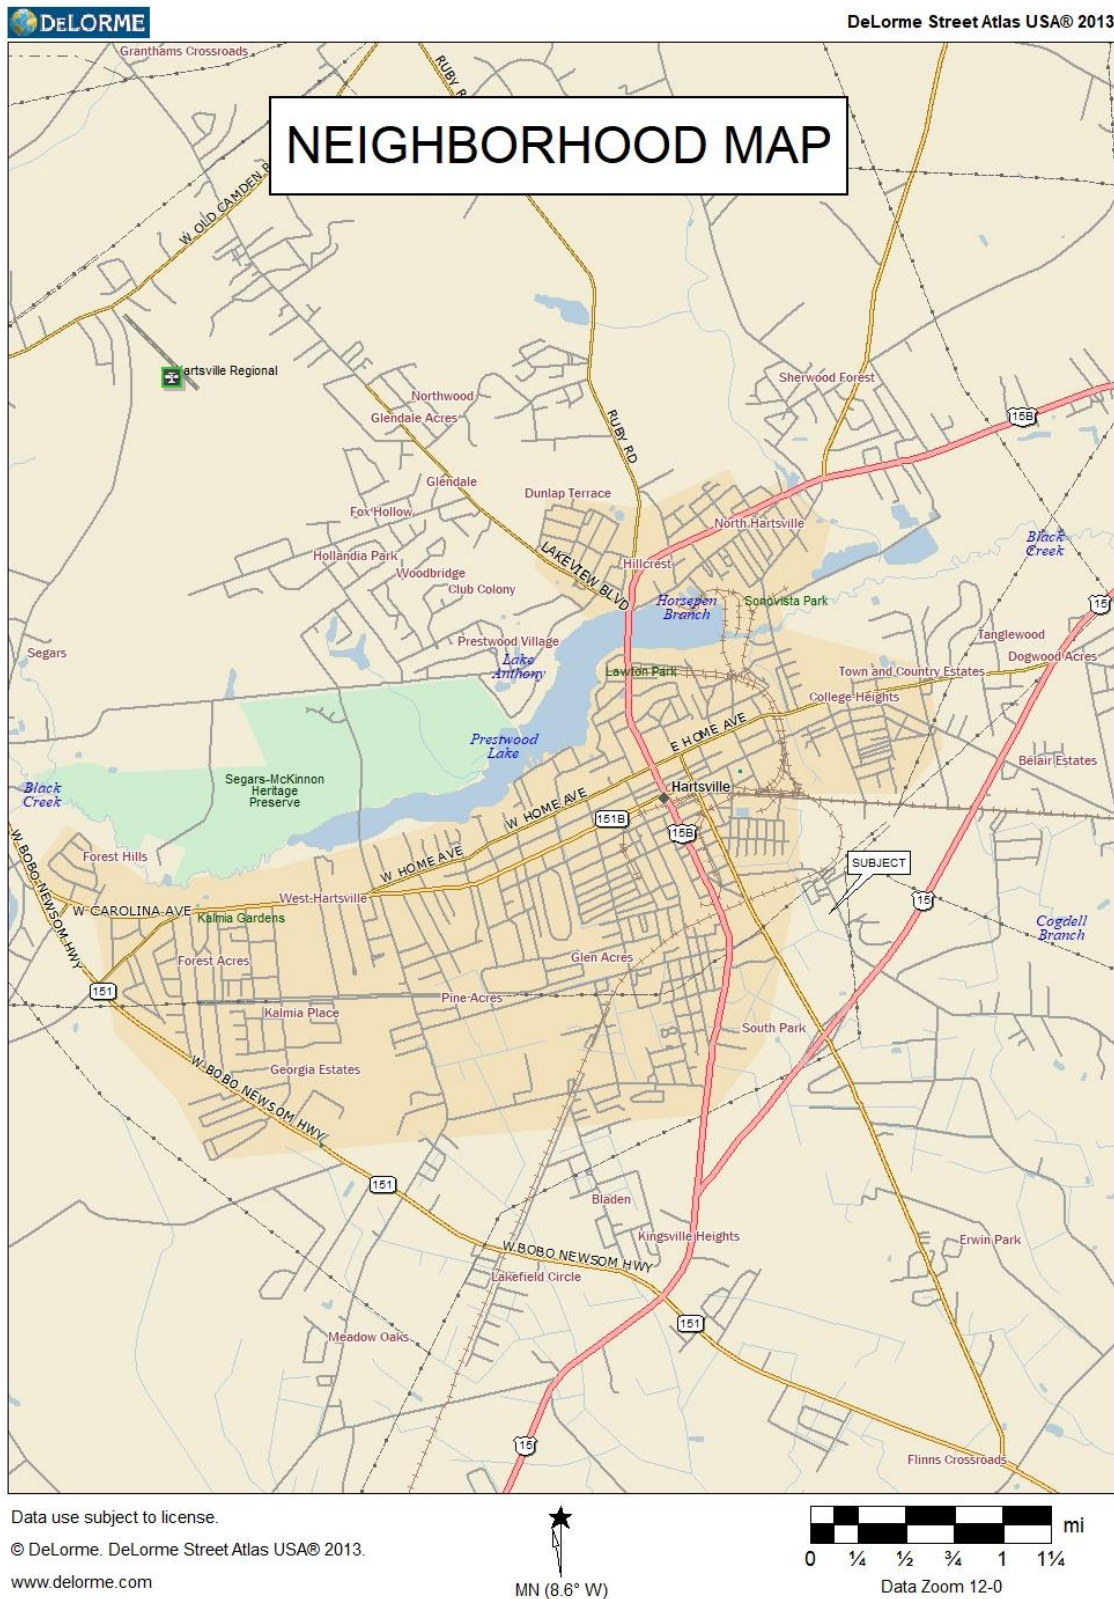 DELORME
DeLorme Street Atlas USA® 2013
Granthams Crossroads
RUBY R
NEIGHBORHOOD MAP
W OLD CAMDEN R
artsville Regional
Sherwood Forest
Northwood
15B
Glendale Acres
RUBY RD
Glendale
Dunlap Terrace
Fox Hollow
North Hartsville
Black
Creek
Hollandia Park
LAKEVIEW BLVD
Hillcrest
Woodbridge
Club Colony
Horsepen
Branch
Sonovista Park
15
Prestwood Village
Tanglewood
Segars
Lake
Anthony
Dogwood Acres
Lawton Park
Town and Country Estates
College Heights
Prestwood
Lake
E HOME AVE
Belair Estates
Segars-McKinnon
Heritage
Preserve
Black
Creek
Hartsville
W HOME AVE
151B
15B
W BOBO NEWSOM HWY
Forest Hills
W HOME AVE
SUBJECT
West Hartsville
15
W CAROLINA AVE
Kalmia Gardens
Cogdell
Branch
Forest Acres
Glen Acres
151
Pine Acres
Kalmia Place
South Park
Georgia Estates
W BOBO NEWSOM HWY
151
Bladen
Kingsville Heights
Erwin Park
W BOBO NEWSOM HWY
Lakefield Circle
151
Meadow Oaks
15
Flinns Crossroads
Data use subject to license.
© DeLorme. DeLorme Street Atlas USA® 2013.
www.delorme.com
MN (8.6° W)
mi
0 ¼ ½ ¾ 1 1¼
Data Zoom 12-0